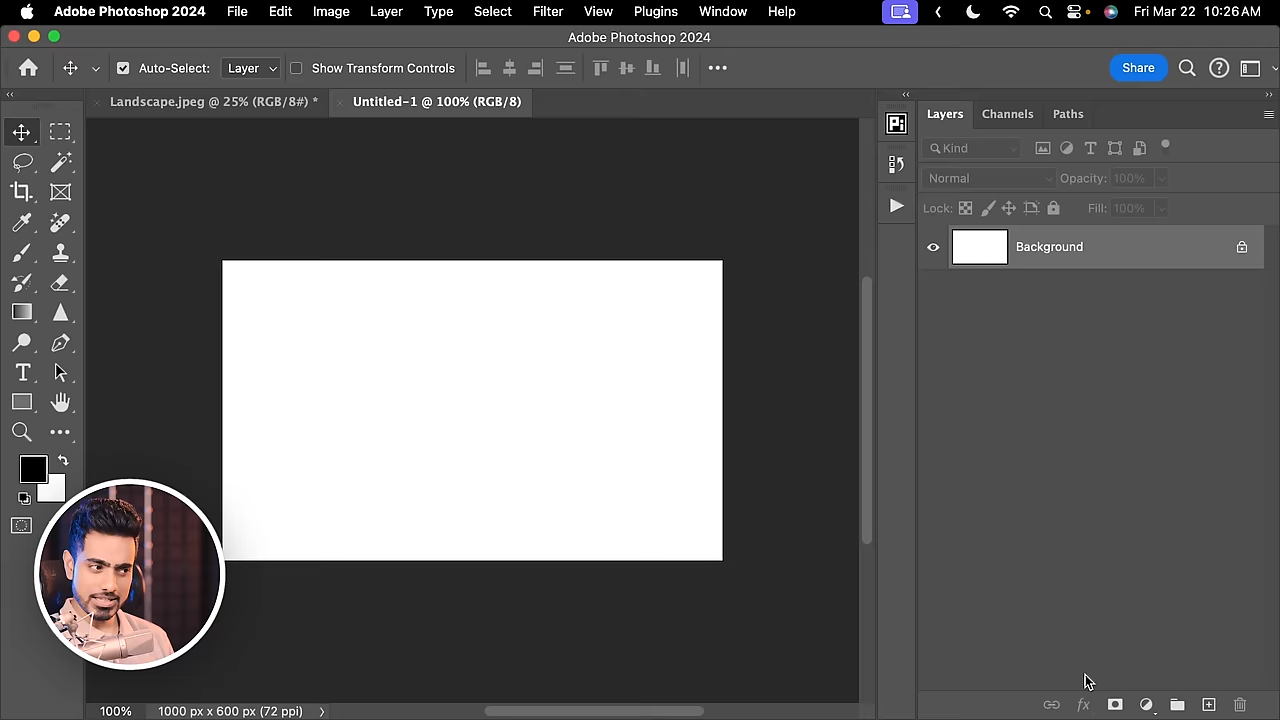 Adobe Photoshop 2024 File Edit Image Layer Type Select Filter View Plugins Window Help Fri Mar 22 10:26 AM
Adobe Photoshop 2024
Auto-Select: Layer Show Transform Controls Share
Landscape.jpeg @ 25% (RGB/8#) * Untitled-1 @ 100% (RGB/8)
Layers Channels Paths
Kind
Normal Opacity: 100%
Lock: Fill: 100%
Background
Pi
T
fx
100% 1000 px x 600 px (72 ppi)